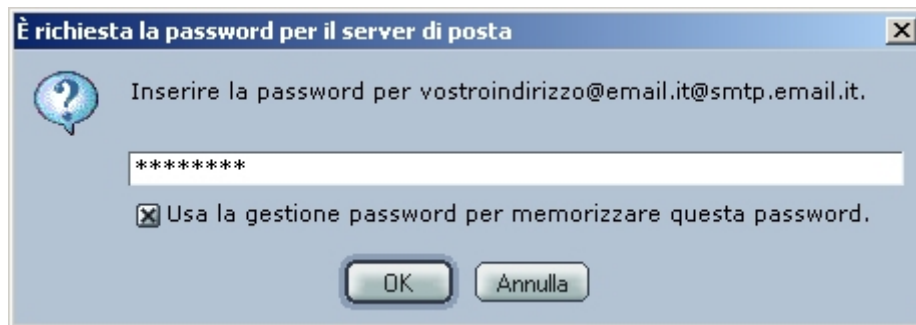 È richiesta la password per il server di posta
Inserire la password per vostroindirizzo@email.it@smtp.email.it.
********
Usa la gestione password per memorizzare questa password.
OK Annulla